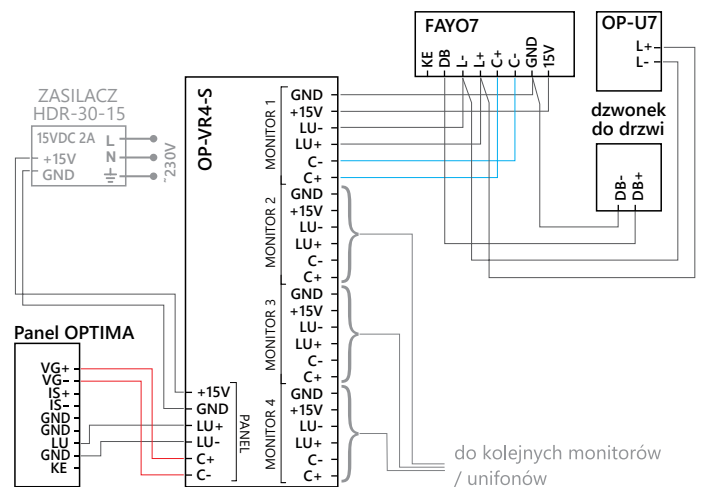 FAYO7
KE
DB
L-
L+
C+
C-
GND
15V
OP-U7
L+
L-
dzwonek
do drzwi
DB-
DB+
ZASILACZ
HDR-30-15
15VDC 2A L
+15V N
GND
~230V
OP-VR4-S
MONITOR 1
GND
+15V
LU-
LU+
C-
C+
MONITOR 2
GND
+15V
LU-
LU+
C-
C+
MONITOR 3
GND
+15V
LU-
LU+
C-
C+
MONITOR 4
GND
+15V
LU-
LU+
C-
C+
Panel OPTIMA
VG+
VG-
IS+
IS-
GND
GND
LU
GND
KE
+15V
GND
LU+
LU-
C+
C-
PANEL
do kolejnych monitorów
/ unifonów